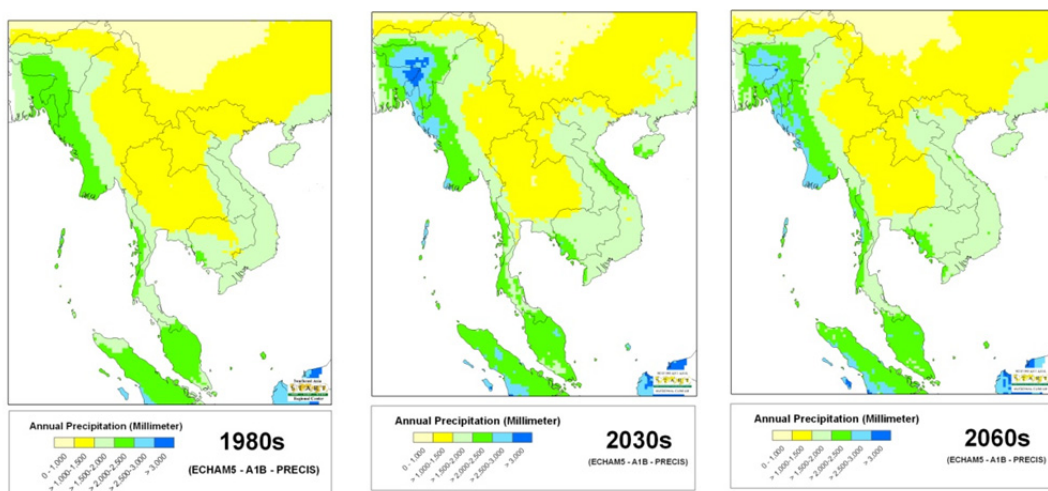 Southeast Asia
Regional Center
Annual Precipitation (Millimeter)
0 - 1,000
> 1,000-1,500
> 1,500-2,000
> 2,000-2,500
> 2,500-3,000
> 3,000
1980s
(ECHAM5 - A1B - PRECIS)
Annual Precipitation (Millimeter)
0 - 1,000
> 1,000-1,500
> 1,500-2,000
> 2,000-2,500
> 2,500-3,000
> 3,000
2030s
(ECHAM5 - A1B - PRECIS)
Annual Precipitation (Millimeter)
0 - 1,000
> 1,000-1,500
> 1,500-2,000
> 2,000-2,500
> 2,500-3,000
> 3,000
2060s
(ECHAM5 - A1B - PRECIS)